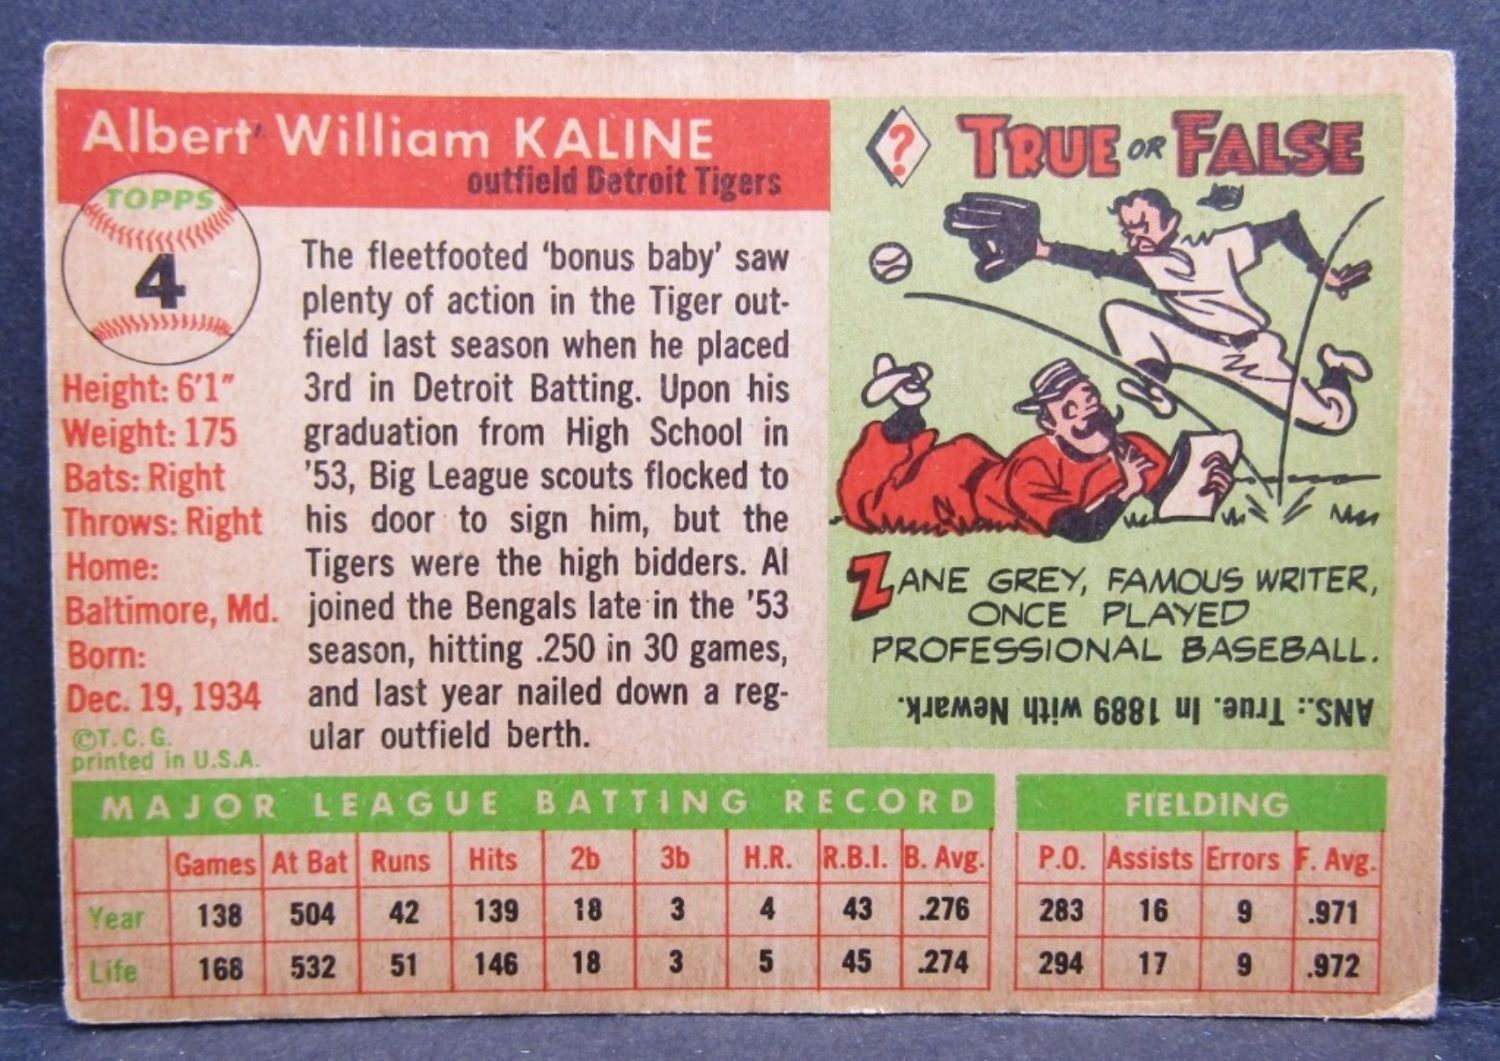 Albert William KALINE
outfield Detroit Tigers
TOPPS
4
Height: 6'1"
Weight: 175
Bats: Right
Throws: Right
Home:
Baltimore, Md.
Born:
Dec. 19, 1934
©T.C.G.
printed in U.S.A.
The fleetfooted ‘bonus baby’ saw
plenty of action in the Tiger out-
field last season when he placed
3rd in Detroit Batting. Upon his
graduation from High School in
’53, Big League scouts flocked to
his door to sign him, but the
Tigers were the high bidders. Al
joined the Bengals late in the ’53
season, hitting .250 in 30 games,
and last year nailed down a reg-
ular outfield berth.
? TRUE OR FALSE
ZANE GREY, FAMOUS WRITER,
ONCE PLAYED
PROFESSIONAL BASEBALL.
ANS.: True. In 1889 with Newark.
MAJOR LEAGUE BATTING RECORD
Games At Bat Runs Hits 2b 3b H.R. R.B.I. B. Avg.
Year 138 504 42 139 18 3 4 43 .276
Life 168 532 51 146 18 3 5 45 .274
FIELDING
P.O. Assists Errors F. Avg.
283 16 9 .971
294 17 9 .972